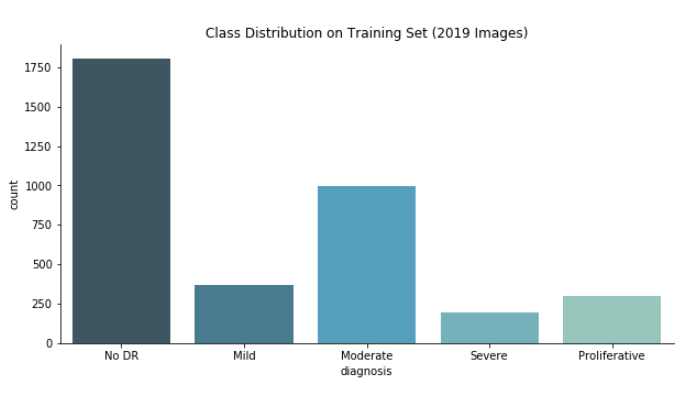 Class Distribution on Training Set (2019 Images)
1750
1500
1250
1000
750
500
250
0
count
No DR Mild Moderate Severe Proliferative
diagnosis